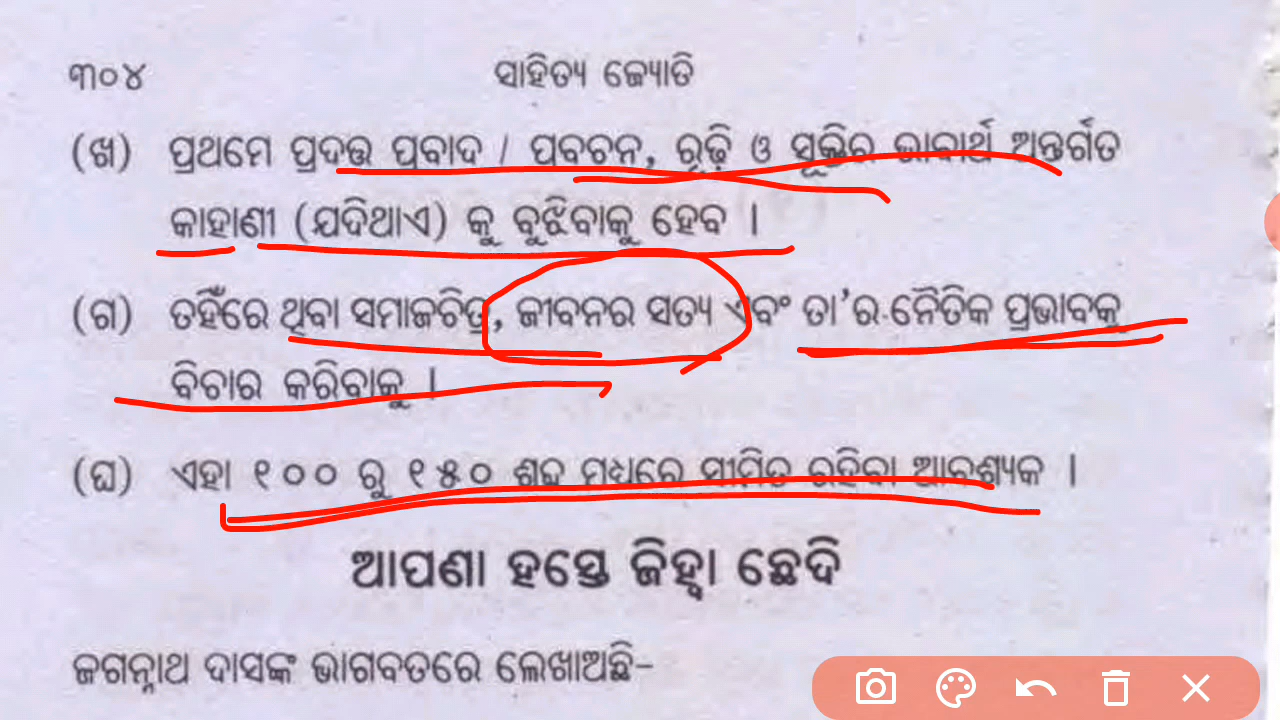 ୩୦୪ ସାହିତ୍ୟ ଜ୍ୟୋତି
(ଖ) ପ୍ରଥମେ ପ୍ରଦତ୍ତ ପ୍ରବାଦ / ପ୍ରବଚନ, ରୂଢ଼ି ଓ ସୂକ୍ତିର ଭାବାର୍ଥ ଅନ୍ତର୍ଗତ
କାହାଣୀ (ଯଦିଥାଏ) କୁ ବୁଝିବାକୁ ହେବ ।
(ଗ) ତହିଁରେ ଥିବା ସମାଜଚିତ୍ର, ଜୀବନର ସତ୍ୟ ଏବଂ ତା'ର ନୈତିକ ପ୍ରଭାବକୁ
ବିଚାର କରିବାକୁ ।
(ଘ) ଏହା ୧୦୦ ରୁ ୧୫୦ ଶବ୍ଦ ମଧ୍ୟରେ ସୀମିତ ରହିବା ଆବଶ୍ୟକ ।
ଆପଣା ହସ୍ତେ ଜିହ୍ୱା ଛେଦି
ଜଗନ୍ନାଥ ଦାସଙ୍କ ଭାଗବତରେ ଲେଖାଅଛି–